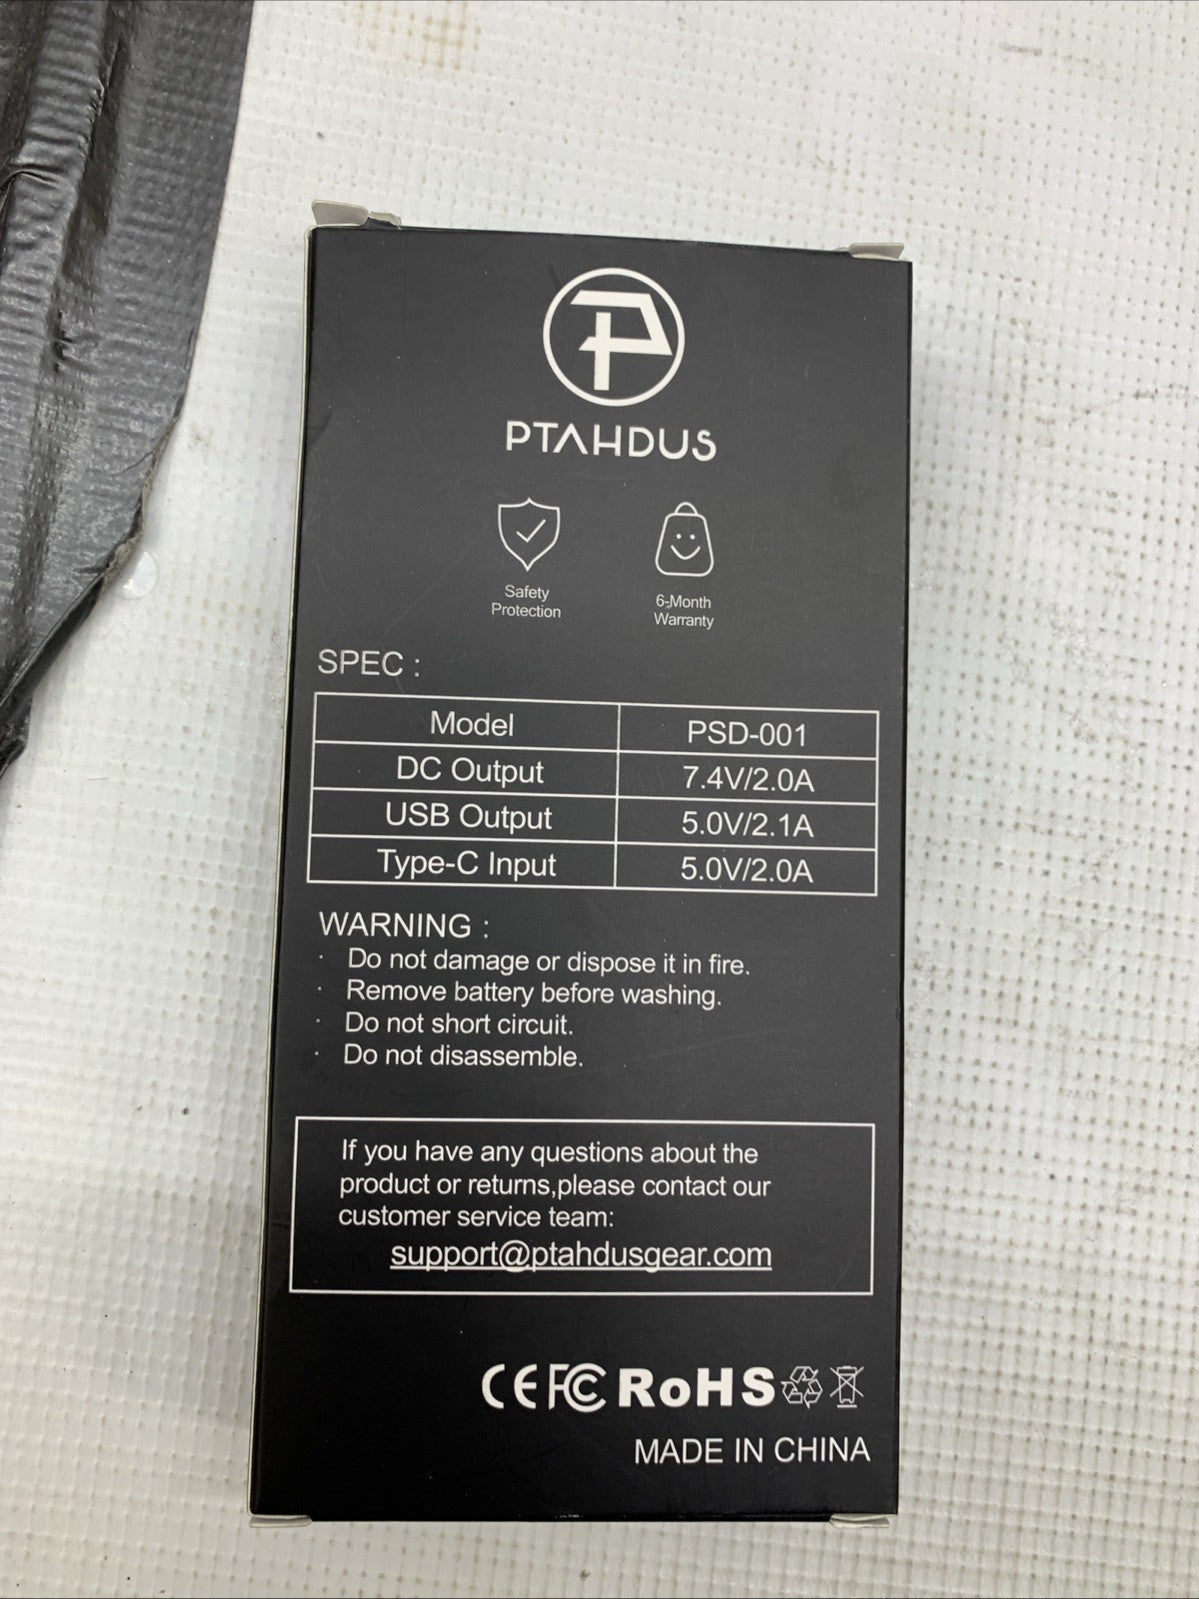 PTAHDUS
Safety
Protection
6-Month
Warranty
SPEC :
Model PSD-001
DC Output 7.4V/2.0A
USB Output 5.0V/2.1A
Type-C Input 5.0V/2.0A
WARNING :
· Do not damage or dispose it in fire.
· Remove battery before washing.
· Do not short circuit.
· Do not disassemble.
If you have any questions about the
product or returns,please contact our
customer service team:
support@ptahdusgear.com
CE FC RoHS
MADE IN CHINA